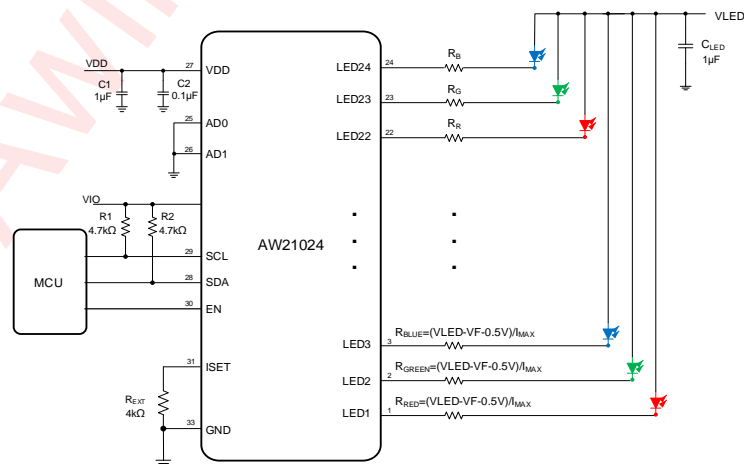 VLED
VDD
27
VDD
C1
1μF
C2
0.1μF
25
AD0
26
AD1
VIO
R1
4.7kΩ
R2
4.7kΩ
29
SCL
28
SDA
30
EN
MCU
31
ISET
REXT
4kΩ
33
GND
AW21024
LED24
24
RB
LED23
23
RG
LED22
22
RR
CLED
1μF
LED3
3
RBLUE=(VLED-VF-0.5V)/IMAX
LED2
2
RGREEN=(VLED-VF-0.5V)/IMAX
LED1
1
RRED=(VLED-VF-0.5V)/IMAX